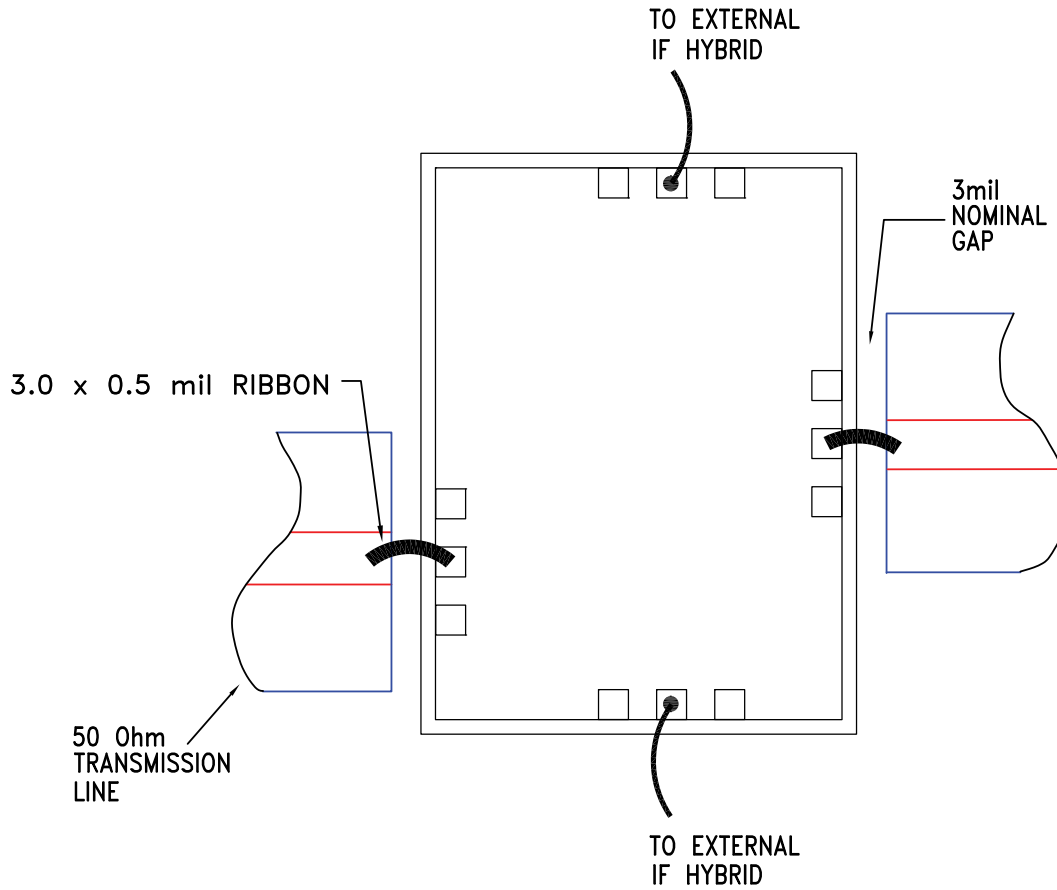 TO EXTERNAL
IF HYBRID
3mil
NOMINAL
GAP
3.0 x 0.5 mil RIBBON
50 Ohm
TRANSMISSION
LINE
TO EXTERNAL
IF HYBRID